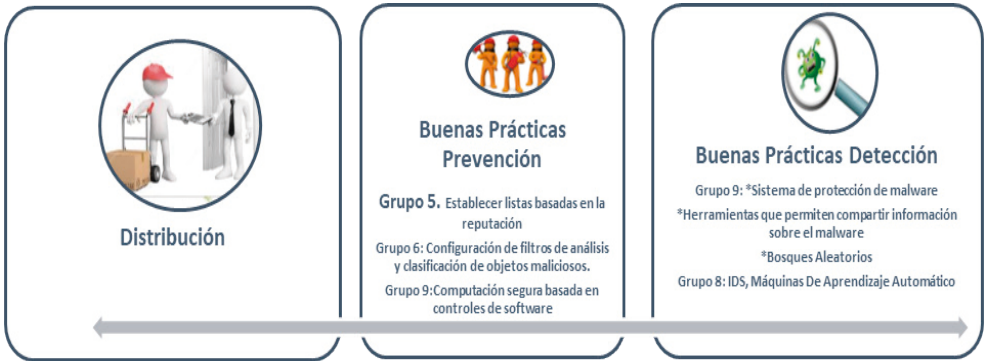 Distribución
Buenas Prácticas
Prevención
Grupo 5. Establecer listas basadas en la
reputación
Grupo 6: Configuración de filtros de análisis
y clasificación de objetos maliciosos.
Grupo 9:Computación segura basada en
controles de software
Buenas Prácticas Detección
Grupo 9: *Sistema de protección de malware
*Herramientas que permiten compartir información
sobre el malware
*Bosques Aleatorios
Grupo 8: IDS, Máquinas De Aprendizaje Automático